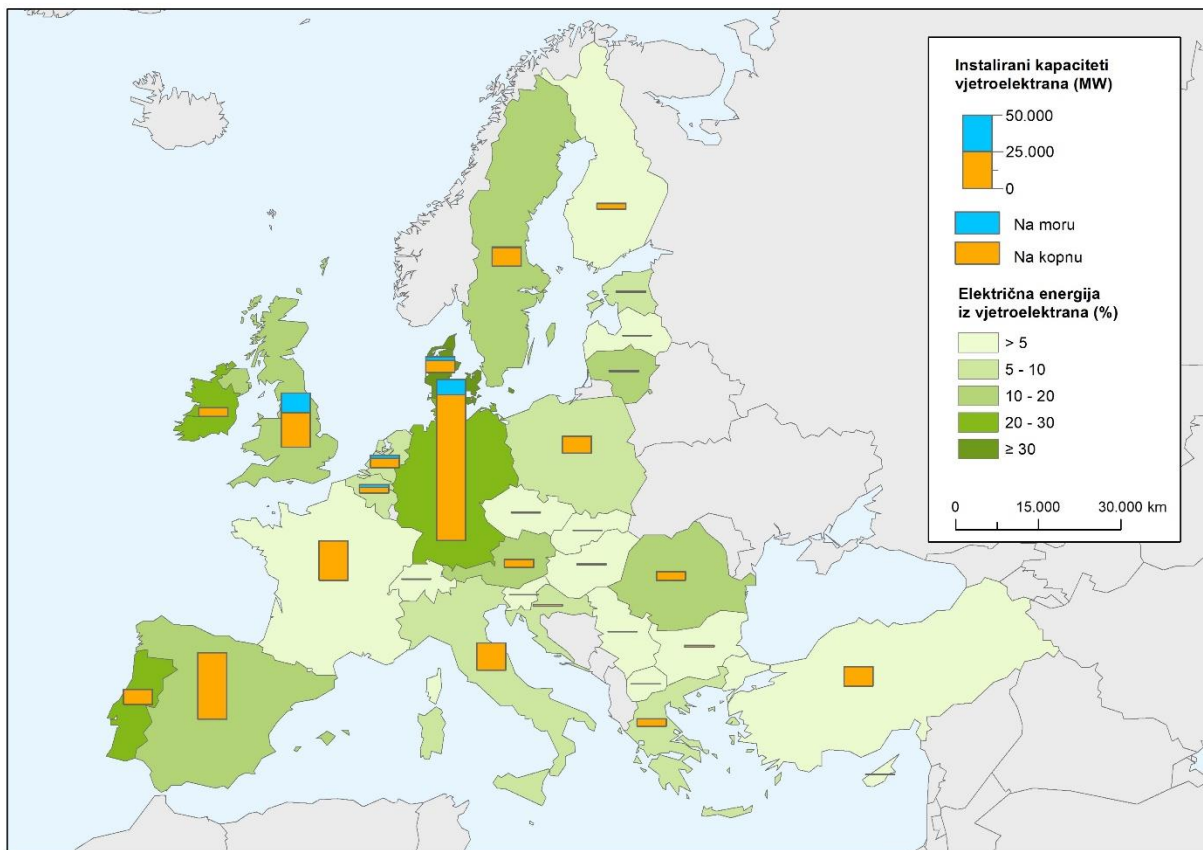 Instalirani kapaciteti
vjetroelektrana (MW)
50.000
25.000
0
Na moru
Na kopnu
Električna energija
iz vjetroelektrana (%)
> 5
5 - 10
10 - 20
20 - 30
≥ 30
0 15.000 30.000 km